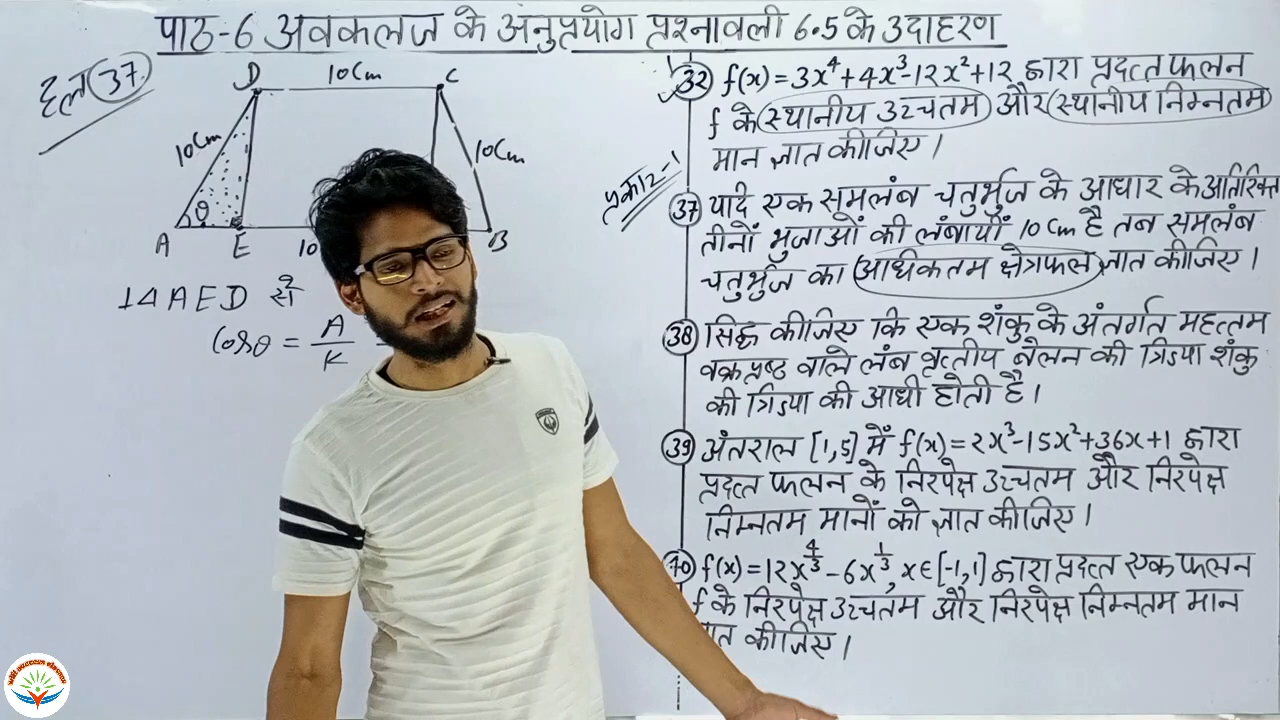 पाठ-6 अवकलज के अनुप्रयोग प्रश्नावली 6.5 के उदाहरण
हल 37
D 10Cm C
10Cm
10Cm
θ
A E 10 B
1 Δ AED से
Cosθ = A/K
32 f(x) = 3x⁴+4x³-12x²+12 द्वारा प्रदत्त फलन
f के स्थानीय उच्चतम और स्थानीय निम्नतम
मान ज्ञात कीजिए।
प्रकार-1
37 यदि एक समलंब चतुर्भुज के आधार के अतिरिक्त
तीनों भुजाओं की लंबायीं 10 Cm है तब समलंब
चतुर्भुज का अधिकतम क्षेत्रफल ज्ञात कीजिए।
38 सिद्ध कीजिए कि एक शंकु के अंतर्गत महत्तम
वक्रपृष्ठ वाले लंब वृत्तीय बेलन की त्रिज्या शंकु
की त्रिज्या की आधी होती है।
39 अंतराल [1,5] में f(x) = 2x³-15x²+36x+1 द्वारा
प्रदत्त फलन के निरपेक्ष उच्चतम और निरपेक्ष
निम्नतम मानों को ज्ञात कीजिए।
40 f(x) = 12x^4/3 - 6x^1/3, x∈[-1,1] द्वारा प्रदत्त एक फलन
f के निरपेक्ष उच्चतम और निरपेक्ष निम्नतम मान
ज्ञात कीजिए।